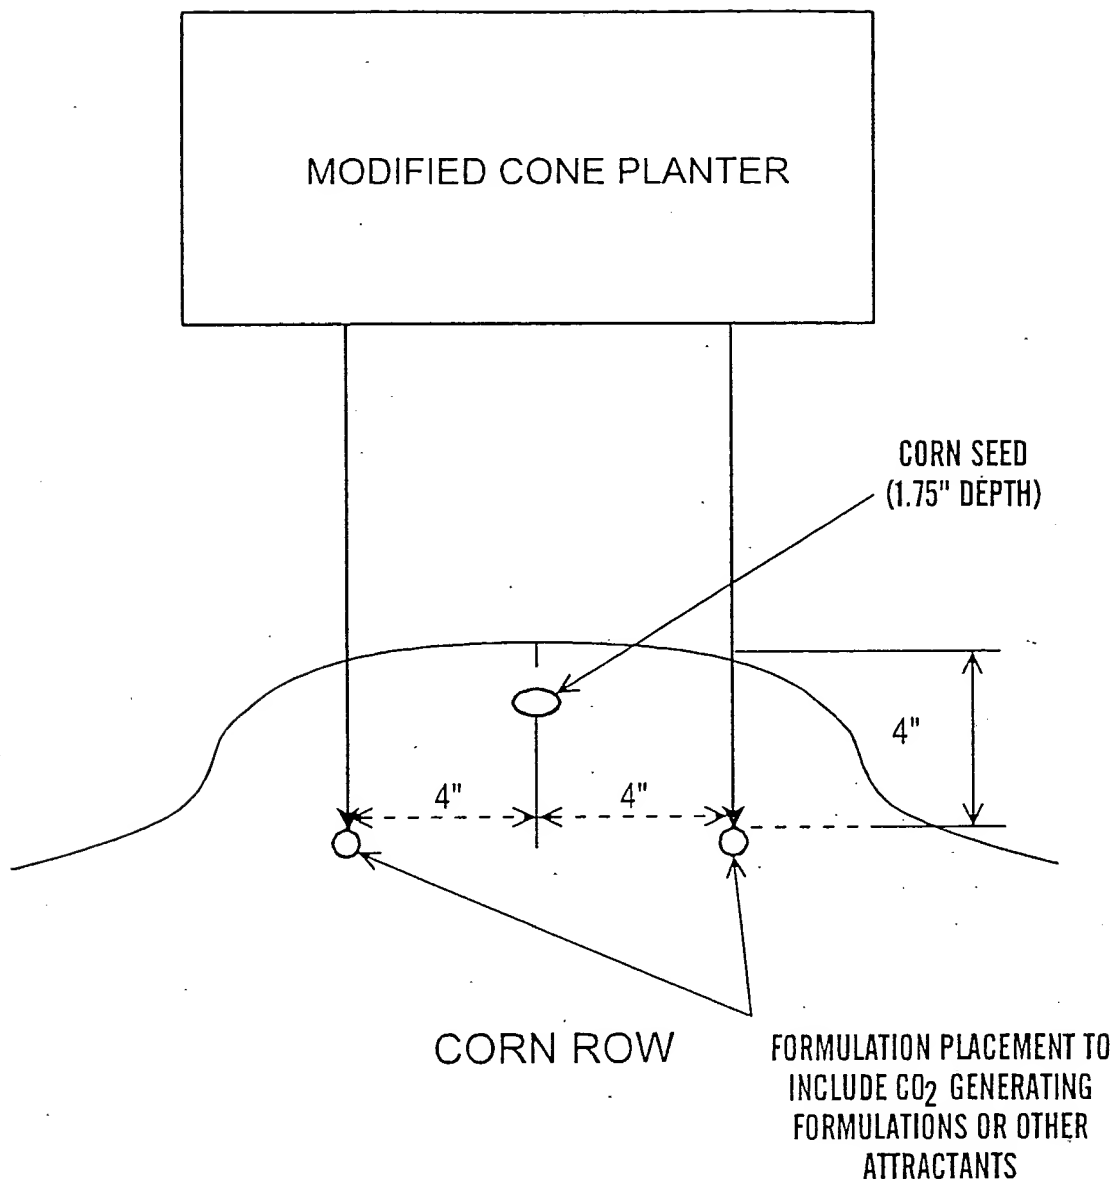 MODIFIED CONE PLANTER
CORN SEED
(1.75" DEPTH)
4"
4"
4"
CORN ROW
FORMULATION PLACEMENT TO
INCLUDE CO₂ GENERATING
FORMULATIONS OR OTHER
ATTRACTANTS